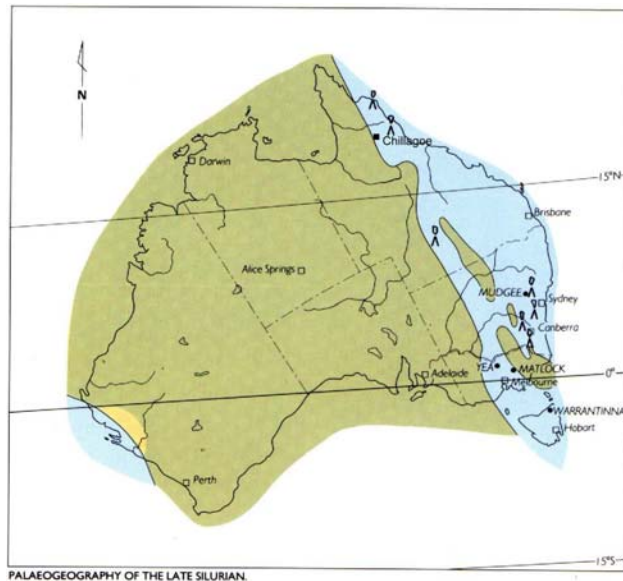 N
Chillagoe
Darwin
15°N
Brisbane
Alice Springs
MUDGEE
Sydney
Canberra
YEA
MATLOCK
Adelaide
Melbourne
0°
WARRANTINNA
Hobart
Perth
15°S
PALAEOGEOGRAPHY OF THE LATE SILURIAN.